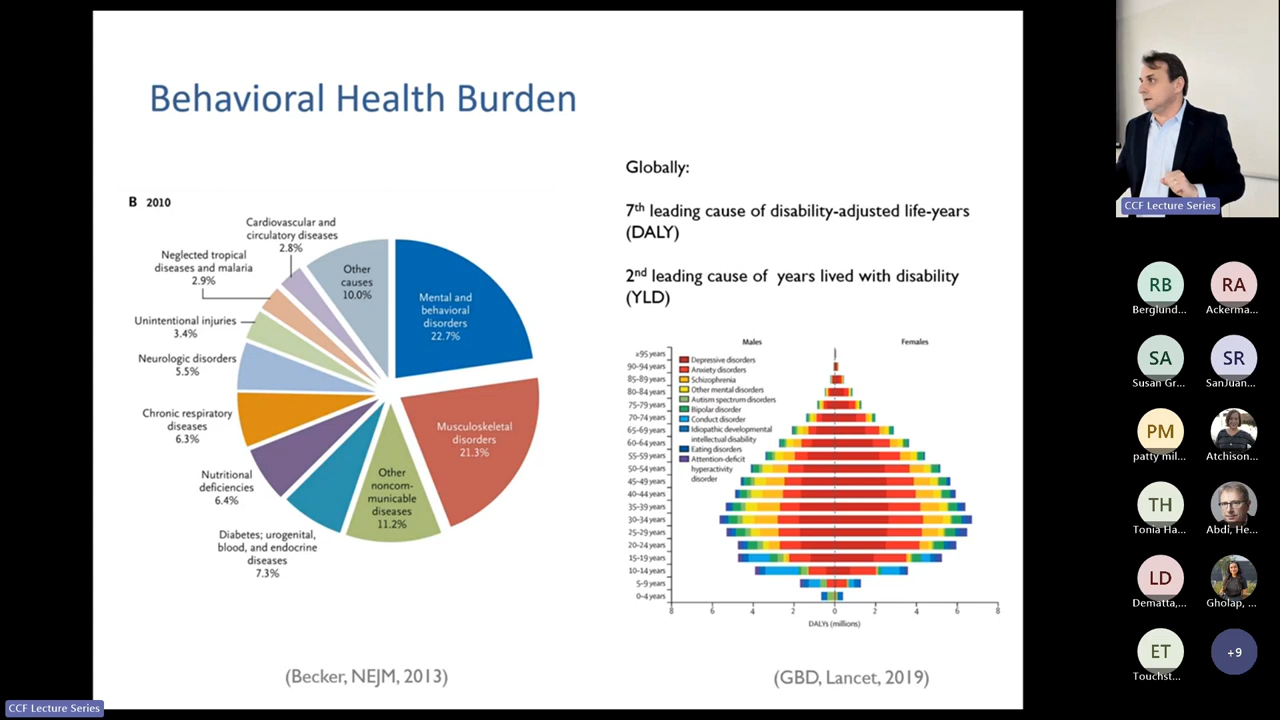 Behavioral Health Burden
B 2010
Cardiovascular and
circulatory diseases
2.8%
Neglected tropical
diseases and malaria
2.9%
Unintentional injuries
3.4%
Neurologic disorders
5.5%
Chronic respiratory
diseases
6.3%
Nutritional
deficiencies
6.4%
Diabetes; urogenital,
blood, and endocrine
diseases
7.3%
Other
causes
10.0%
Mental and
behavioral
disorders
22.7%
Musculoskeletal
disorders
21.3%
Other
noncom-
municable
diseases
11.2%
(Becker, NEJM, 2013)
Globally:
7th leading cause of disability-adjusted life-years
(DALY)
2nd leading cause of years lived with disability
(YLD)
Males
Females
Depressive disorders
Anxiety disorders
Schizophrenia
Other mental disorders
Autism spectrum disorders
Bipolar disorder
Conduct disorder
Idiopathic developmental
intellectual disability
Eating disorders
Attention-deficit
hyperactivity
disorder
≥95 years
90–94 years
85–89 years
80–84 years
75–79 years
70–74 years
65–69 years
60–64 years
55–59 years
50–54 years
45–49 years
40–44 years
35–39 years
30–34 years
25–29 years
20–24 years
15–19 years
10–14 years
5–9 years
0–4 years
8 6 4 2 0 2 4 6 8
DALYs (millions)
(GBD, Lancet, 2019)
CCF Lecture Series
CCF Lecture Series
RB
Berglund...
RA
Ackerma...
SA
Susan Gr...
SR
SanJuan...
PM
patty mil...
Atchison...
TH
Tonia Ha...
Abdi, He...
LD
Dematta,...
Gholap, ...
ET
Touchst...
+9